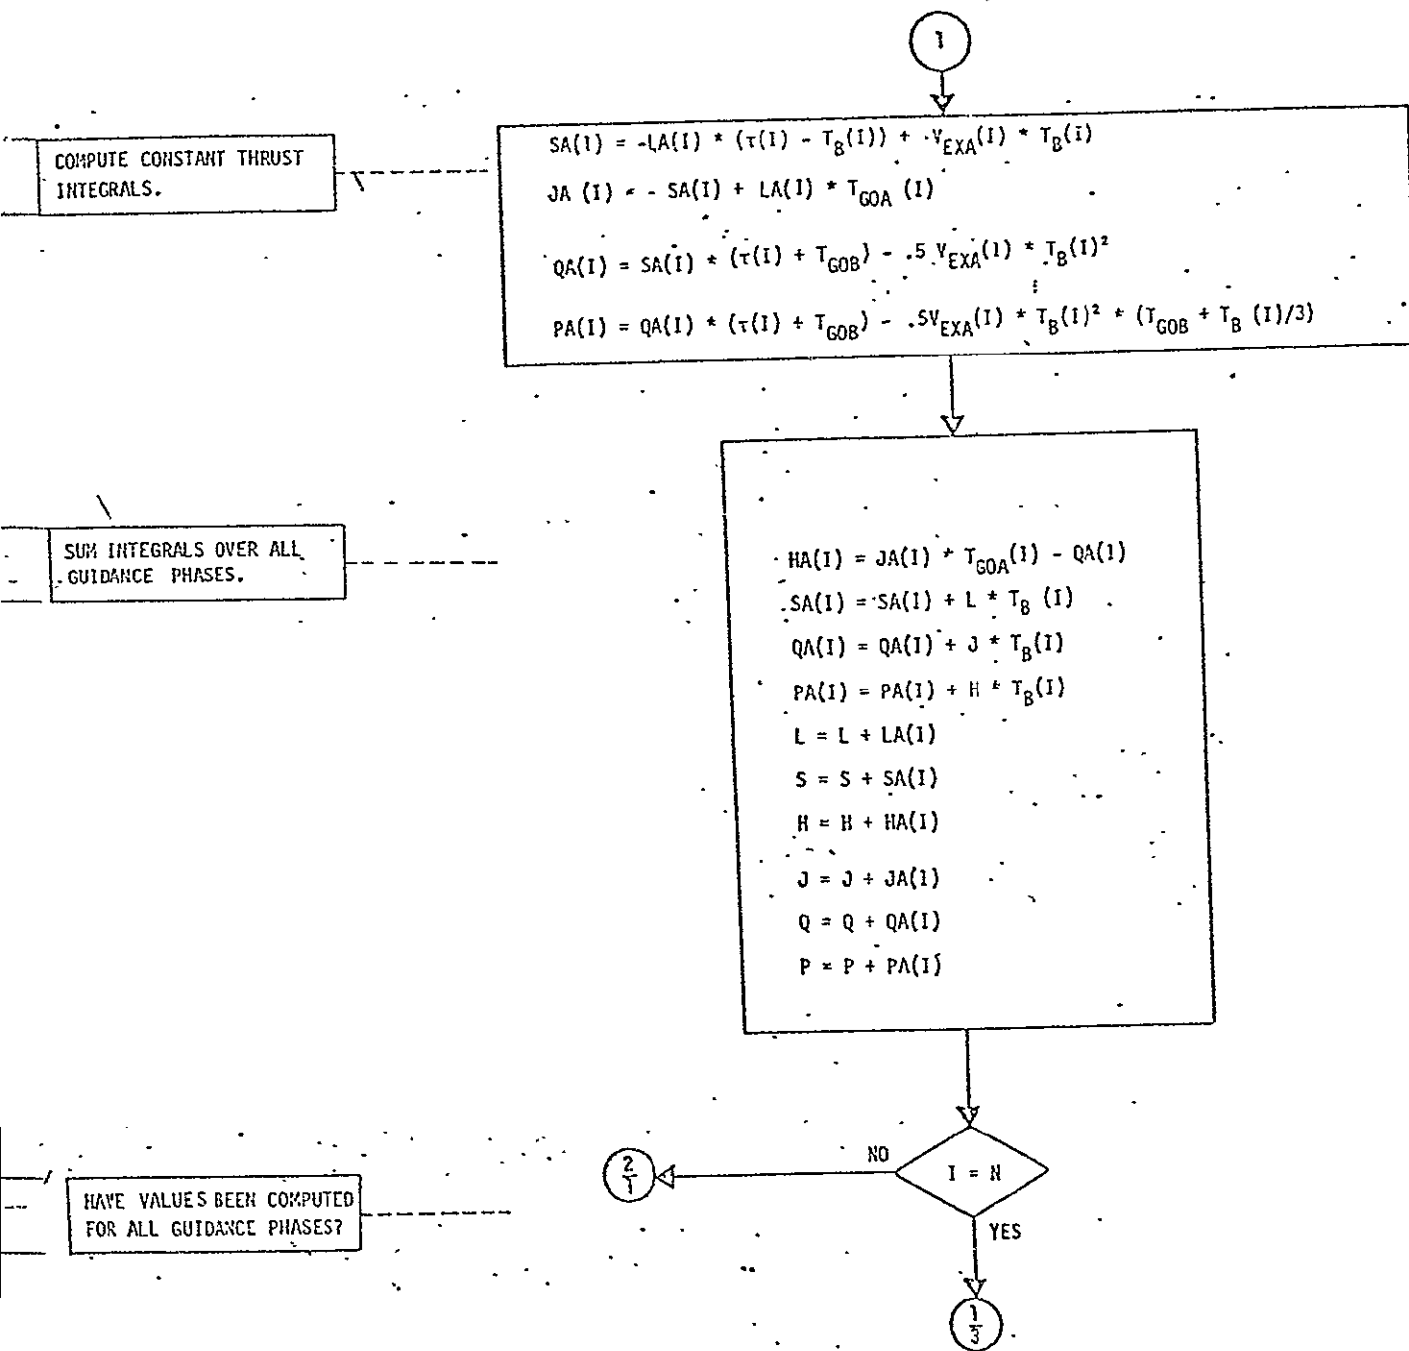 1
COMPUTE CONSTANT THRUST
INTEGRALS.
SA(I) = -LA(I) * (τ(I) - T_B(I)) + V_EXA(I) * T_B(I)
JA (I) = - SA(I) + LA(I) * T_GOA (I)
QA(I) = SA(I) * (τ(I) + T_GOB) - .5 V_EXA(I) * T_B(I)²
PA(I) = QA(I) * (τ(I) + T_GOB) - .5V_EXA(I) * T_B(I)² * (T_GOB + T_B (I)/3)
SUM INTEGRALS OVER ALL
GUIDANCE PHASES.
HA(I) = JA(I) * T_GOA(I) - QA(I)
SA(I) = SA(I) + L * T_B (I)
QA(I) = QA(I) + J * T_B(I)
PA(I) = PA(I) + H * T_B(I)
L = L + LA(I)
S = S + SA(I)
H = H + HA(I)
J = J + JA(I)
Q = Q + QA(I)
P = P + PA(I)
HAVE VALUES BEEN COMPUTED
FOR ALL GUIDANCE PHASES?
I = N
NO
2
1
YES
1
3